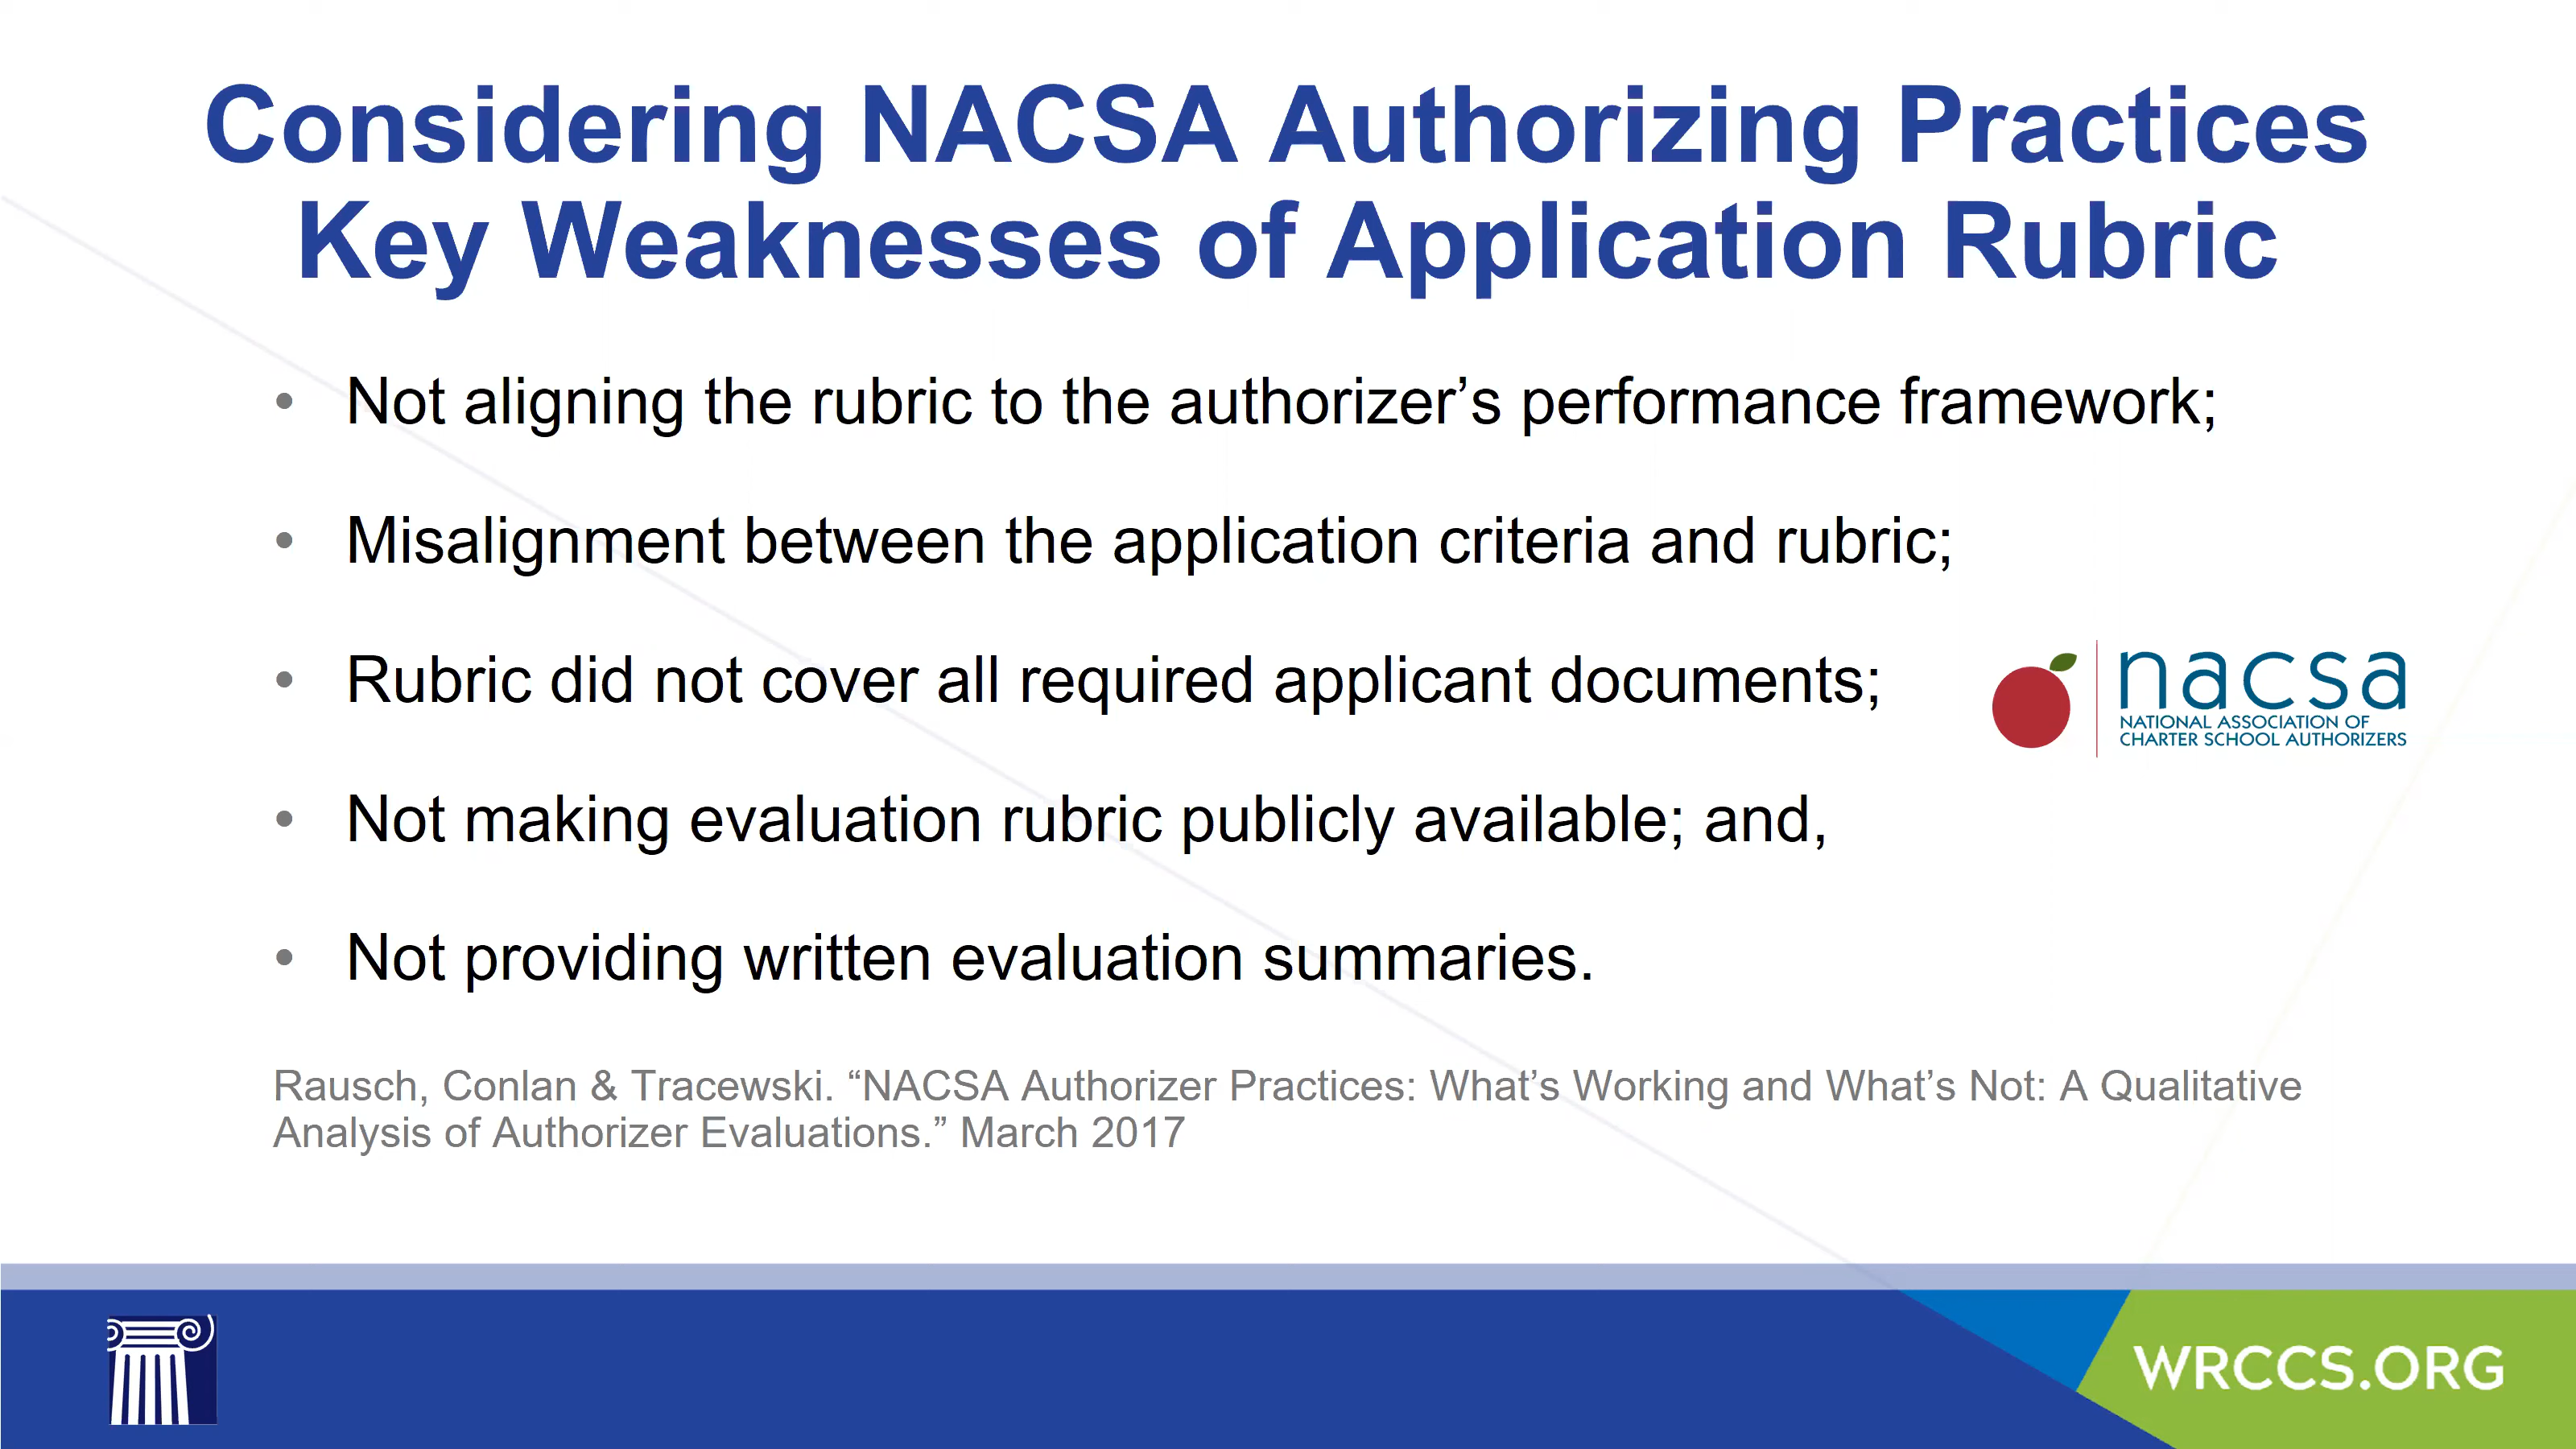 Considering NACSA Authorizing Practices
Key Weaknesses of Application Rubric
• Not aligning the rubric to the authorizer’s performance framework;
• Misalignment between the application criteria and rubric;
• Rubric did not cover all required applicant documents;
• Not making evaluation rubric publicly available; and,
• Not providing written evaluation summaries.
nacsa
NATIONAL ASSOCIATION OF
CHARTER SCHOOL AUTHORIZERS
Rausch, Conlan & Tracewski. “NACSA Authorizer Practices: What’s Working and What’s Not: A Qualitative
Analysis of Authorizer Evaluations.” March 2017
WRCCS.ORG